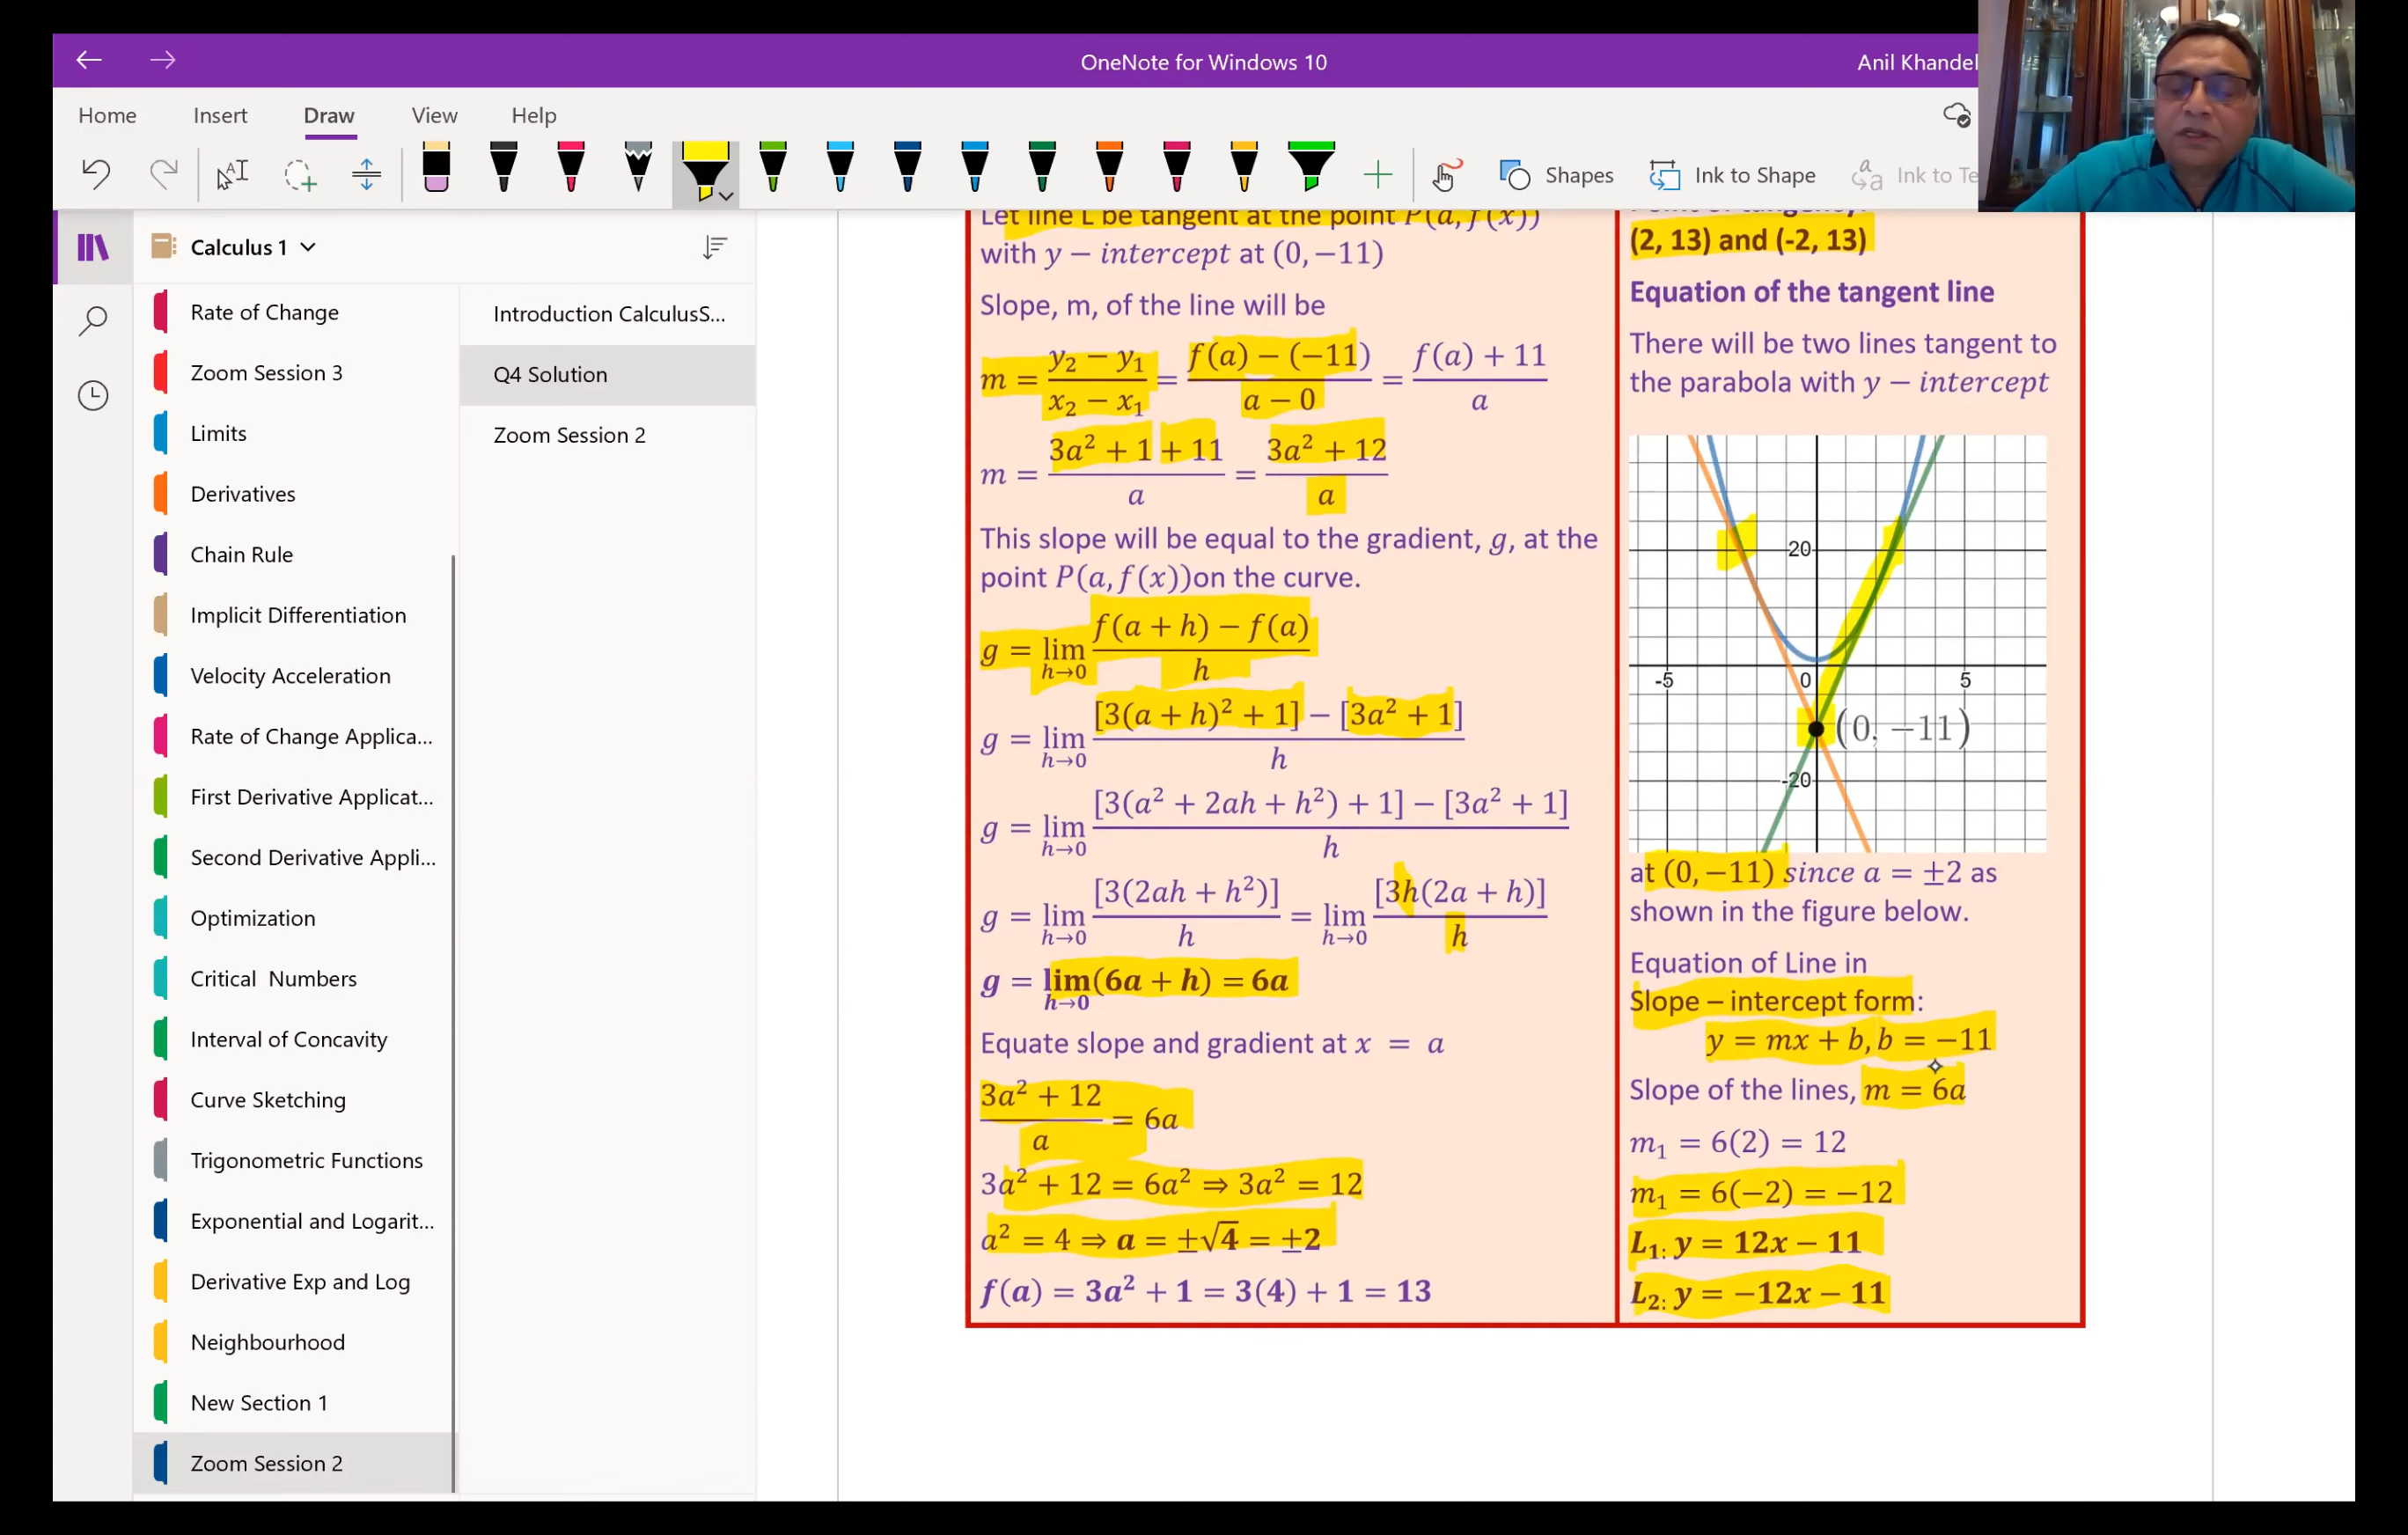 OneNote for Windows 10
Anil Khandel
Home Insert Draw View Help
Shapes Ink to Shape Ink to Te
Calculus 1
Rate of Change
Zoom Session 3
Limits
Derivatives
Chain Rule
Implicit Differentiation
Velocity Acceleration
Rate of Change Applica...
First Derivative Applicat...
Second Derivative Appli...
Optimization
Critical Numbers
Interval of Concavity
Curve Sketching
Trigonometric Functions
Exponential and Logarit...
Derivative Exp and Log
Neighbourhood
New Section 1
Zoom Session 2
Introduction CalculusS...
Q4 Solution
Zoom Session 2
Let line L be tangent at the point P(a, f(x))
with y − intercept at (0, −11)
Slope, m, of the line will be
m = (y₂ − y₁)/(x₂ − x₁) = (f(a) − (−11))/(a − 0) = (f(a) + 11)/a
m = (3a² + 1 + 11)/a = (3a² + 12)/a
This slope will be equal to the gradient, g, at the
point P(a, f(x))on the curve.
g = lim h→0 (f(a + h) − f(a))/h
g = lim h→0 ([3(a + h)² + 1] − [3a² + 1])/h
g = lim h→0 ([3(a² + 2ah + h²) + 1] − [3a² + 1])/h
g = lim h→0 [3(2ah + h²)]/h = lim h→0 [3h(2a + h)]/h
g = lim h→0 (6a + h) = 6a
Equate slope and gradient at x = a
(3a² + 12)/a = 6a
3a² + 12 = 6a² ⇒ 3a² = 12
a² = 4 ⇒ a = ±√4 = ±2
f(a) = 3a² + 1 = 3(4) + 1 = 13
(2, 13) and (-2, 13)
Equation of the tangent line
There will be two lines tangent to
the parabola with y − intercept
20
-5 0 5
(0, −11)
-20
at (0, −11) since a = ±2 as
shown in the figure below.
Equation of Line in
Slope – intercept form:
y = mx + b, b = −11
Slope of the lines, m = 6a
m₁ = 6(2) = 12
m₁ = 6(−2) = −12
L₁: y = 12x − 11
L₂: y = −12x − 11